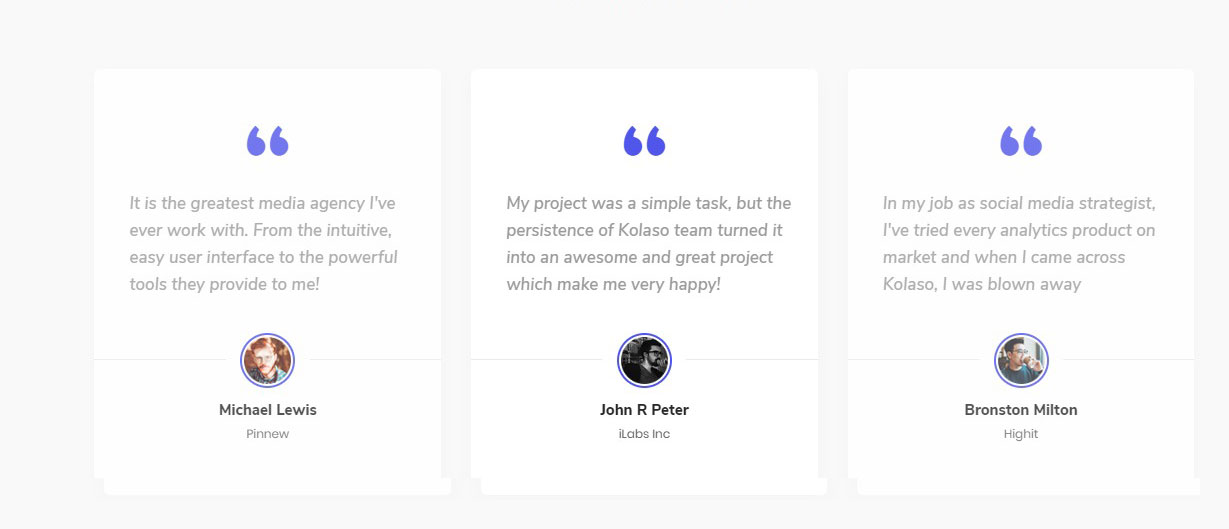 It is the greatest media agency I've
ever work with. From the intuitive,
easy user interface to the powerful
tools they provide to me!
Michael Lewis
Pinnew
My project was a simple task, but the
persistence of Kolaso team turned it
into an awesome and great project
which make me very happy!
John R Peter
iLabs Inc
In my job as social media strategist,
I've tried every analytics product on
market and when I came across
Kolaso, I was blown away
Bronston Milton
Highit